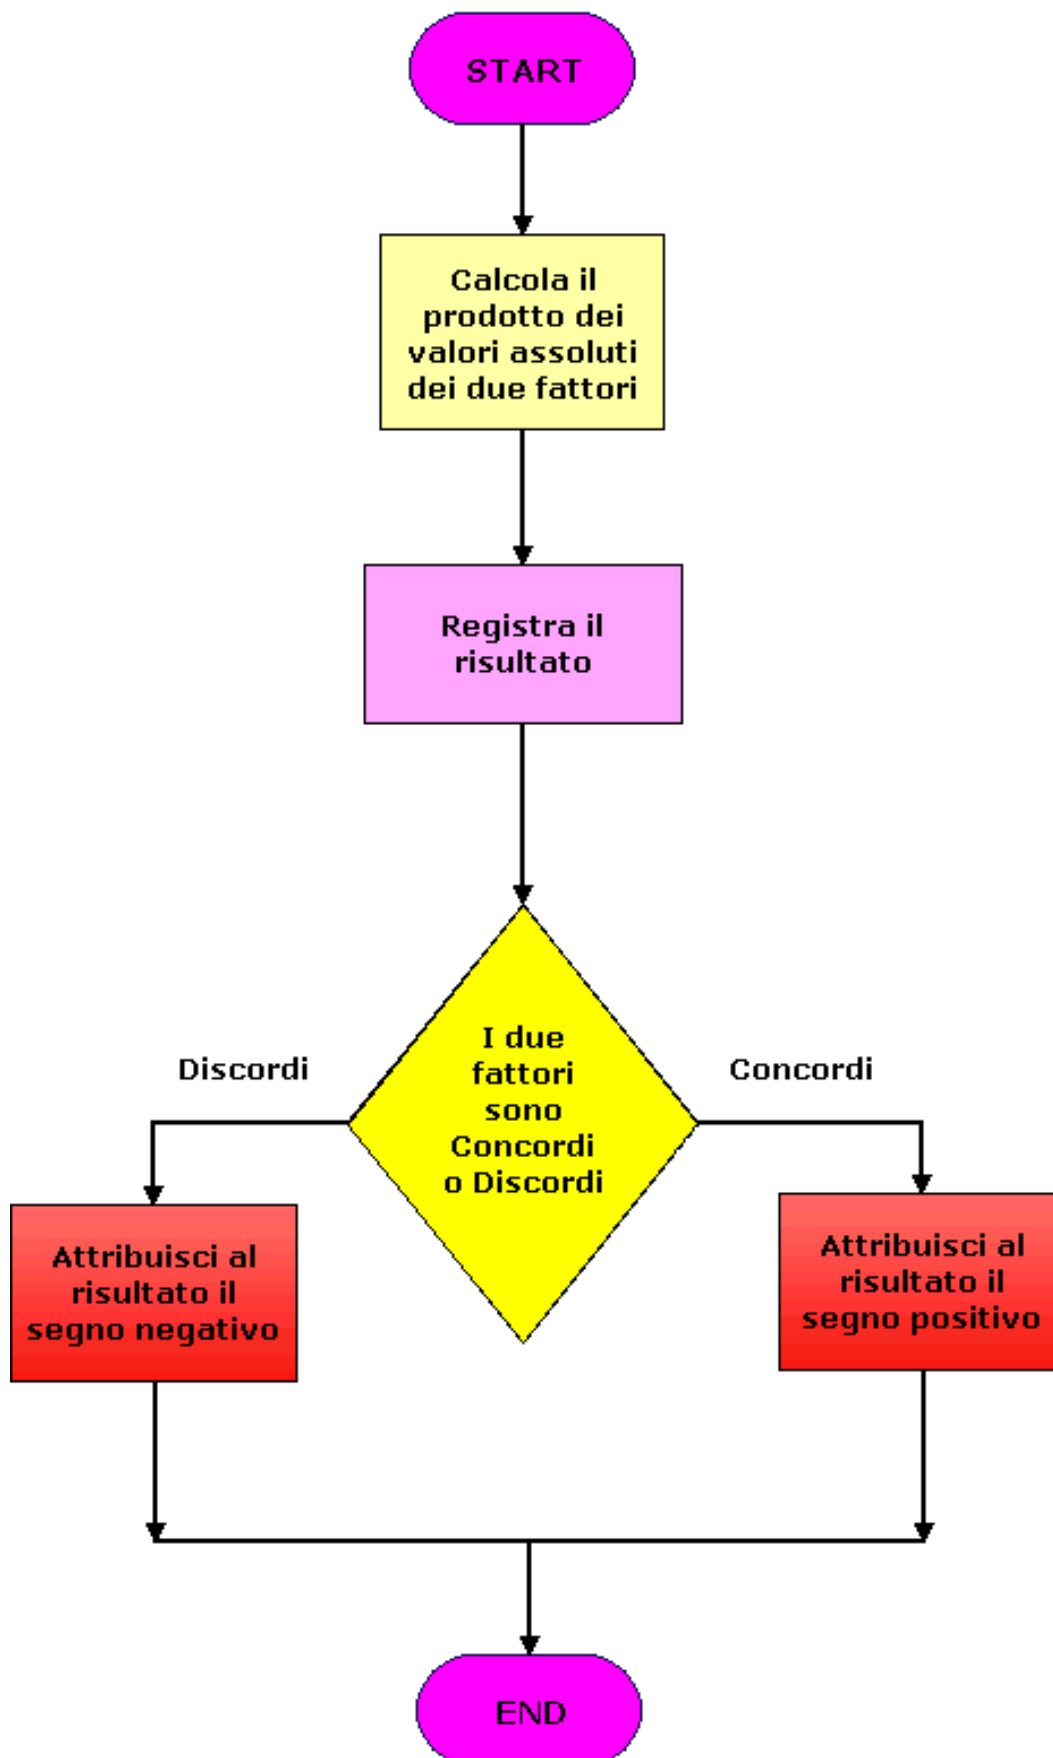 START
Calcola il
prodotto dei
valori assoluti
dei due fattori
Registra il
risultato
I due
fattori
sono
Concordi
o Discordi
Discordi
Concordi
Attribuisci al
risultato il
segno negativo
Attribuisci al
risultato il
segno positivo
END